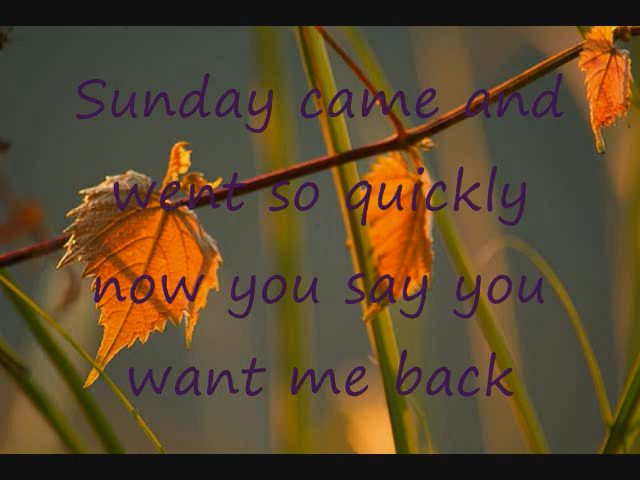 Sunday came and
went so quickly
now you say you
want me back